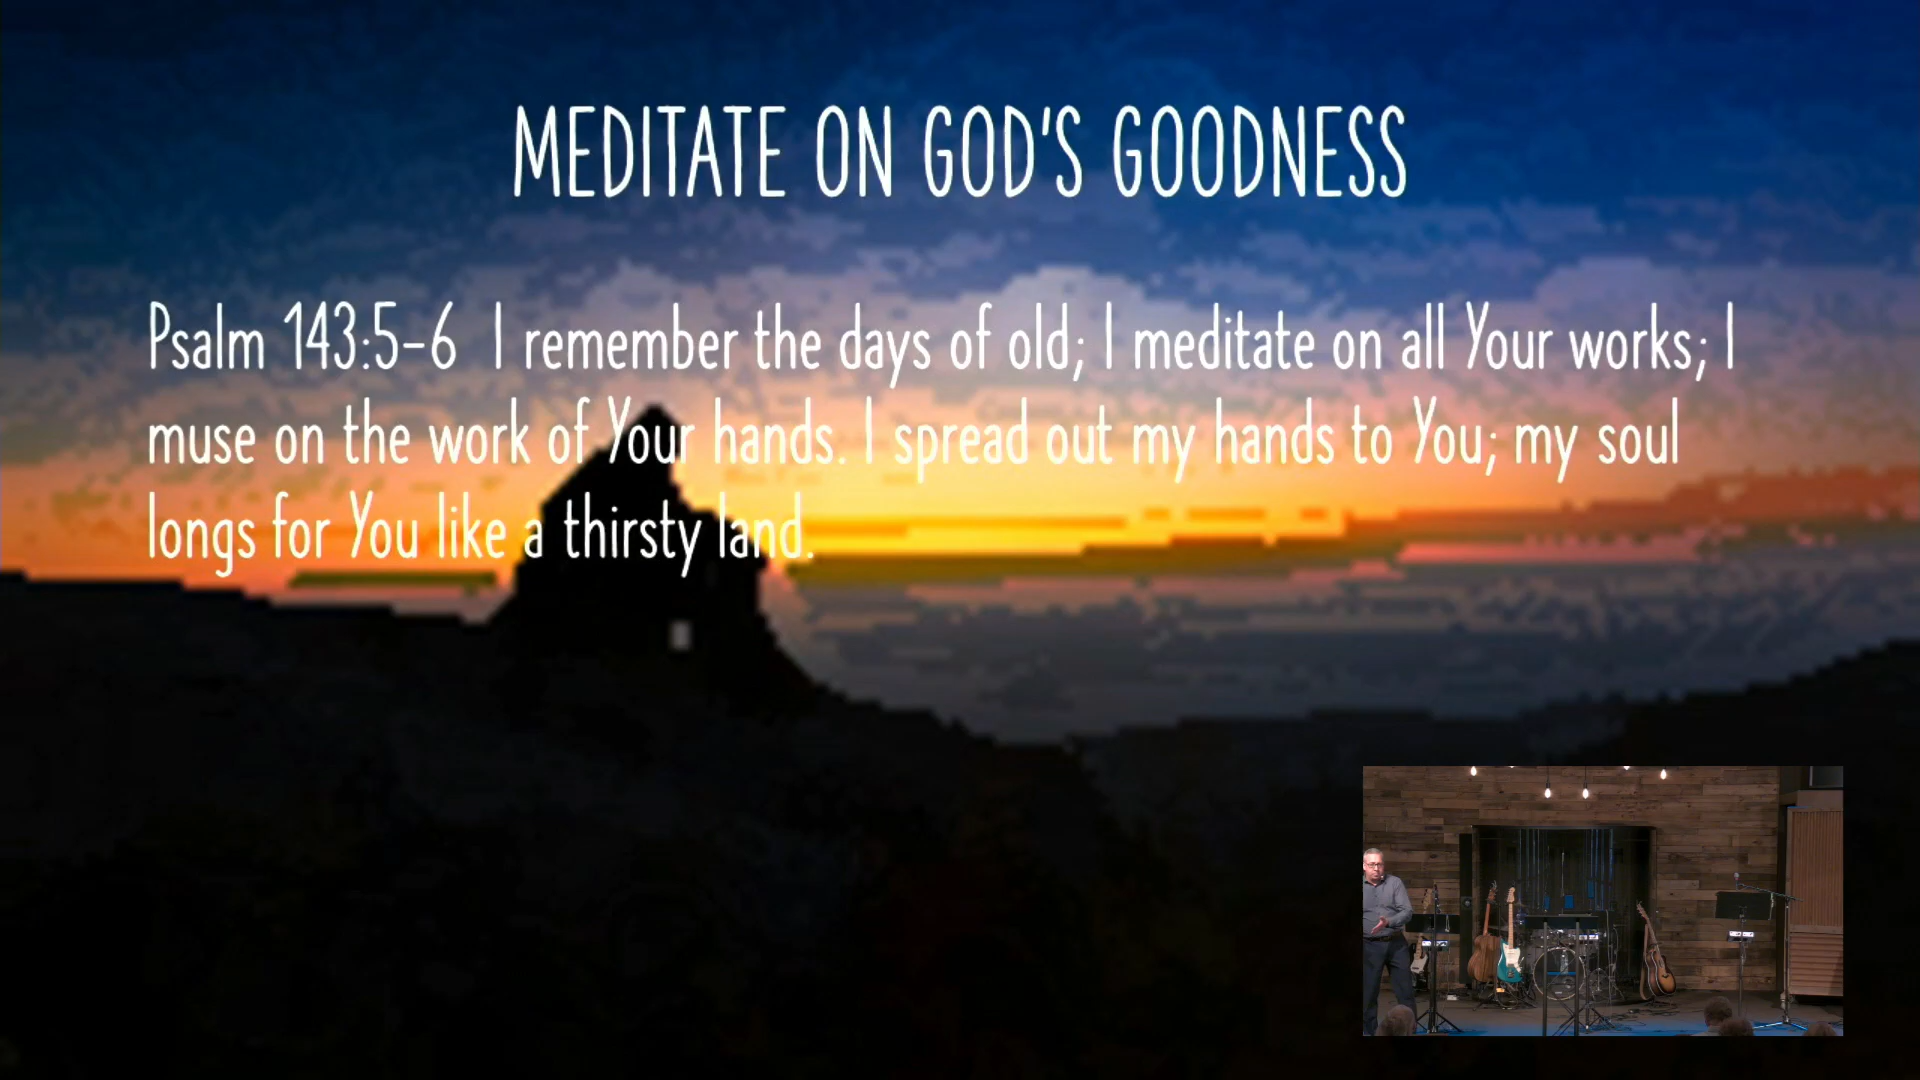 MEDITATE ON GOD'S GOODNESS
Psalm 143:5-6 I remember the days of old; I meditate on all Your works; I
muse on the work of Your hands. I spread out my hands to You; my soul
longs for You like a thirsty land.